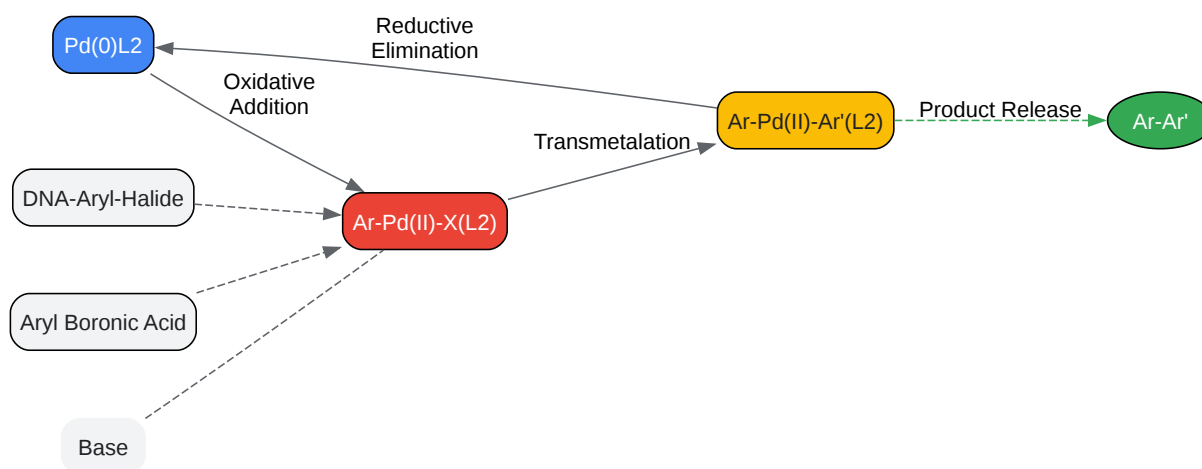 Pd(0)L2
Reductive
Elimination
Oxidative
Addition
Ar-Pd(II)-Ar'(L2)
Product Release
Ar-Ar'
Transmetalation
DNA-Aryl-Halide
Ar-Pd(II)-X(L2)
Aryl Boronic Acid
Base